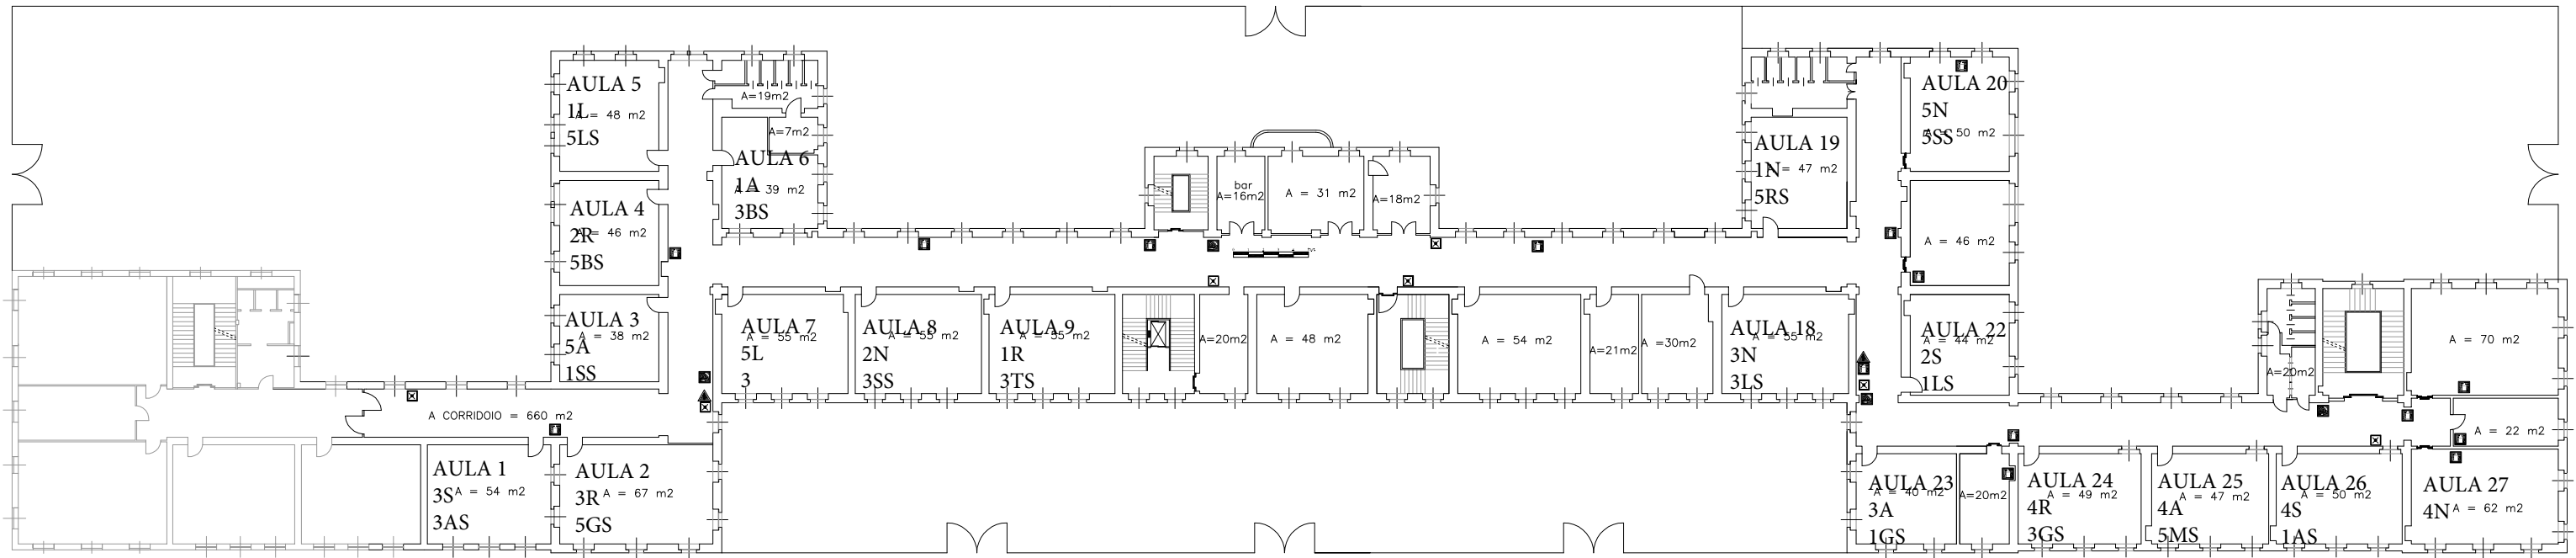 AULA 5
1L
A = 48 m2
5LS
A=19m2
A=7m2
AULA 6
1A
A = 39 m2
3BS
AULA 4
2R
A = 46 m2
5BS
AULA 3
A = 38 m2
5A
1SS
A CORRIDOIO = 660 m2
AULA 1
3S
A = 54 m2
3AS
AULA 2
3R
A = 67 m2
5GS
AULA 7
A = 55 m2
5L
3
AULA 8
A = 55 m2
2N
3SS
AULA 9
A = 55 m2
1R
3TS
bar
A=16m2
A = 31 m2
A=18m2
A=20m2
A = 48 m2
A = 54 m2
A=21m2
A=30m2
AULA 18
A = 55 m2
3N
3LS
AULA 19
1N
A = 47 m2
5RS
AULA 20
5N
A = 50 m2
5SS
A = 46 m2
AULA 22
A = 44 m2
2S
1LS
AULA 23
A = 40 m2
3A
1GS
A=20m2
AULA 24
A = 49 m2
4R
3GS
AULA 25
A = 47 m2
4A
5MS
AULA 26
A = 50 m2
4S
1AS
AULA 27
4N
A = 62 m2
A=20m2
A = 70 m2
A = 22 m2